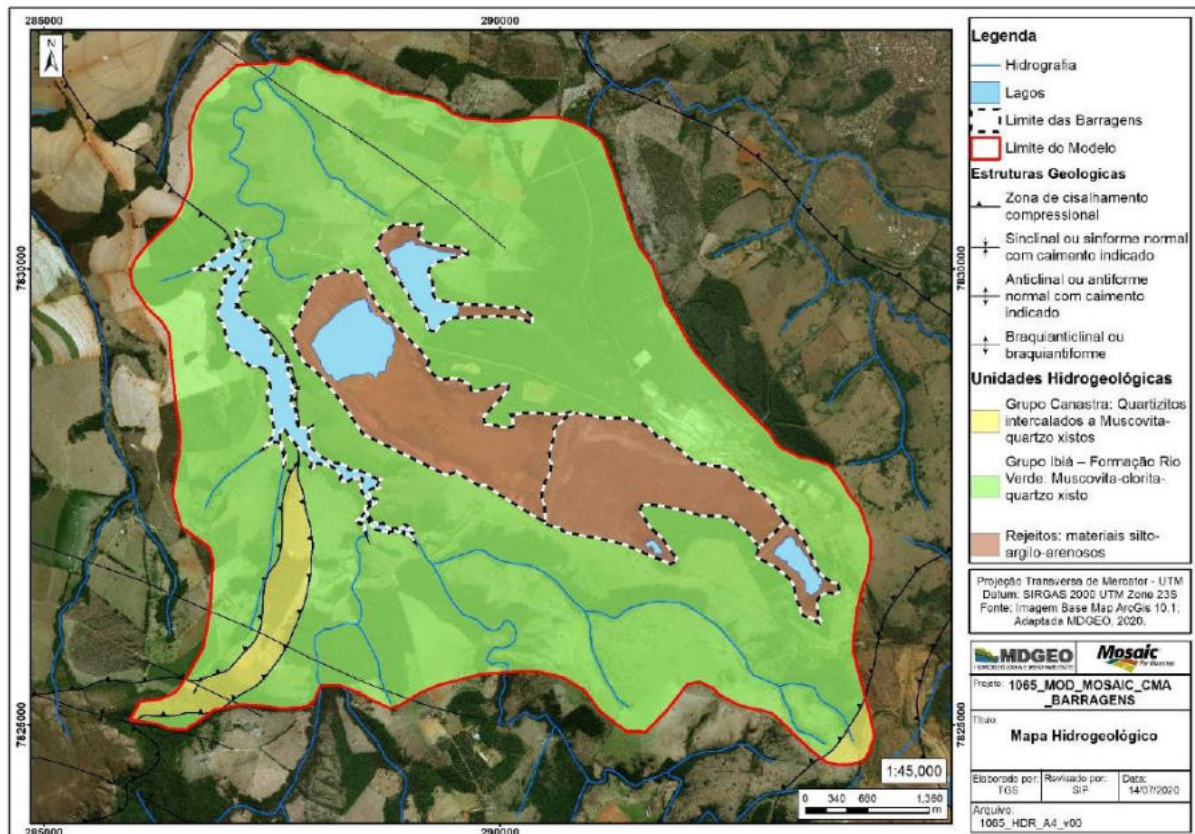 285000
290000
N
7830000
7830000
7825000
7825000
285000
290000
1:45,000
0 340 680 1,360
m
Legenda
Hidrografia
Lagos
Limite das Barragens
Limite do Modelo
Estruturas Geologicas
Zona de cisalhamento
compressional
Sinclinal ou sinforme normal
com caimento indicado
Anticlinal ou antiforme
normal com caimento
indicado
Braquianticlinal ou
braquiantiforme
Unidades Hidrogeológicas
Grupo Canastra: Quartizitos
intercalados a Muscovita-
quartzo xistos
Grupo Ibiá – Formação Rio
Verde: Muscovita-clorita-
quartzo xisto
Rejeitos: materiais silto-
argilo-arenosos
Projeção Transversa de Mercator - UTM
Datum: SIRGAS 2000 UTM Zone 23S
Fonte: Imagem Base Map ArcGis 10.1;
Adaptada MDGEO, 2020.
MDGEO
Mosaic
Projeto: 1065_MOD_MOSAIC_CMA
_BARRAGENS
Título:
Mapa Hidrogeológico
Elaborado por: Revisado por: Data:
TGS SIP 14/07/2020
Arquivo:
1065_HDR_A4_v00